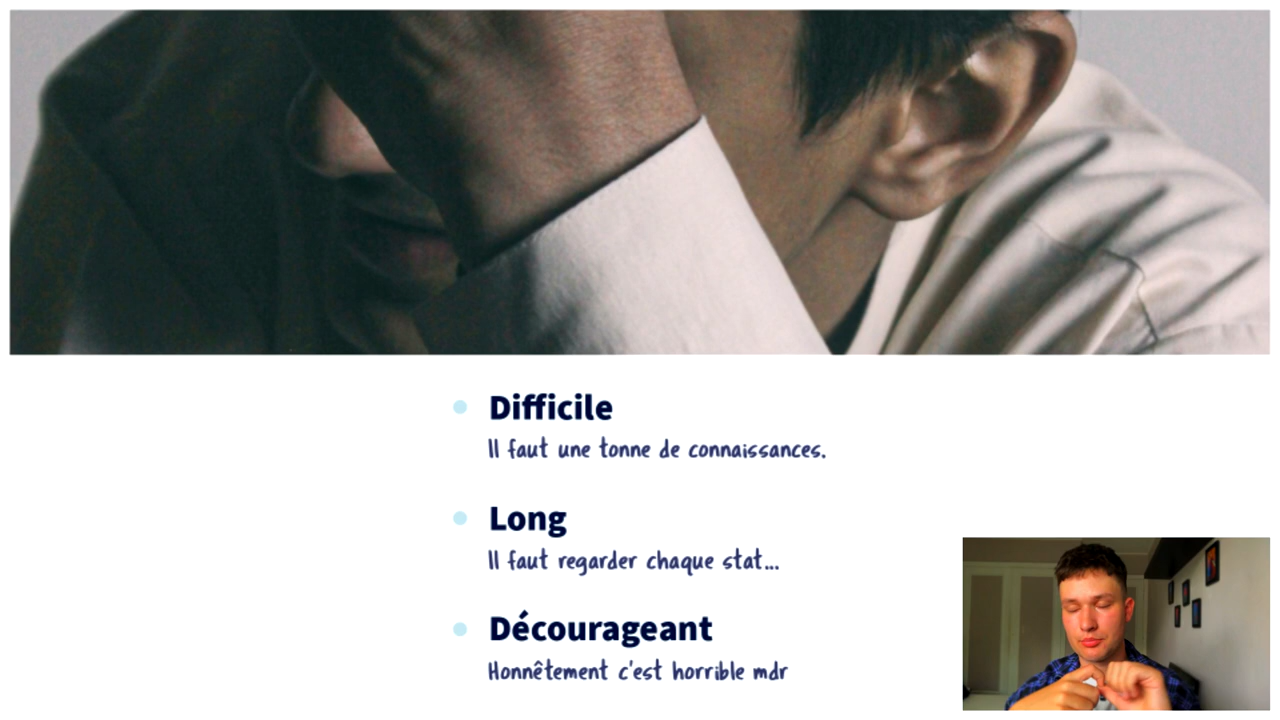 Difficile
Il faut une tonne de connaissances.
Long
Il faut regarder chaque stat...
Décourageant
Honnêtement c'est horrible mdr